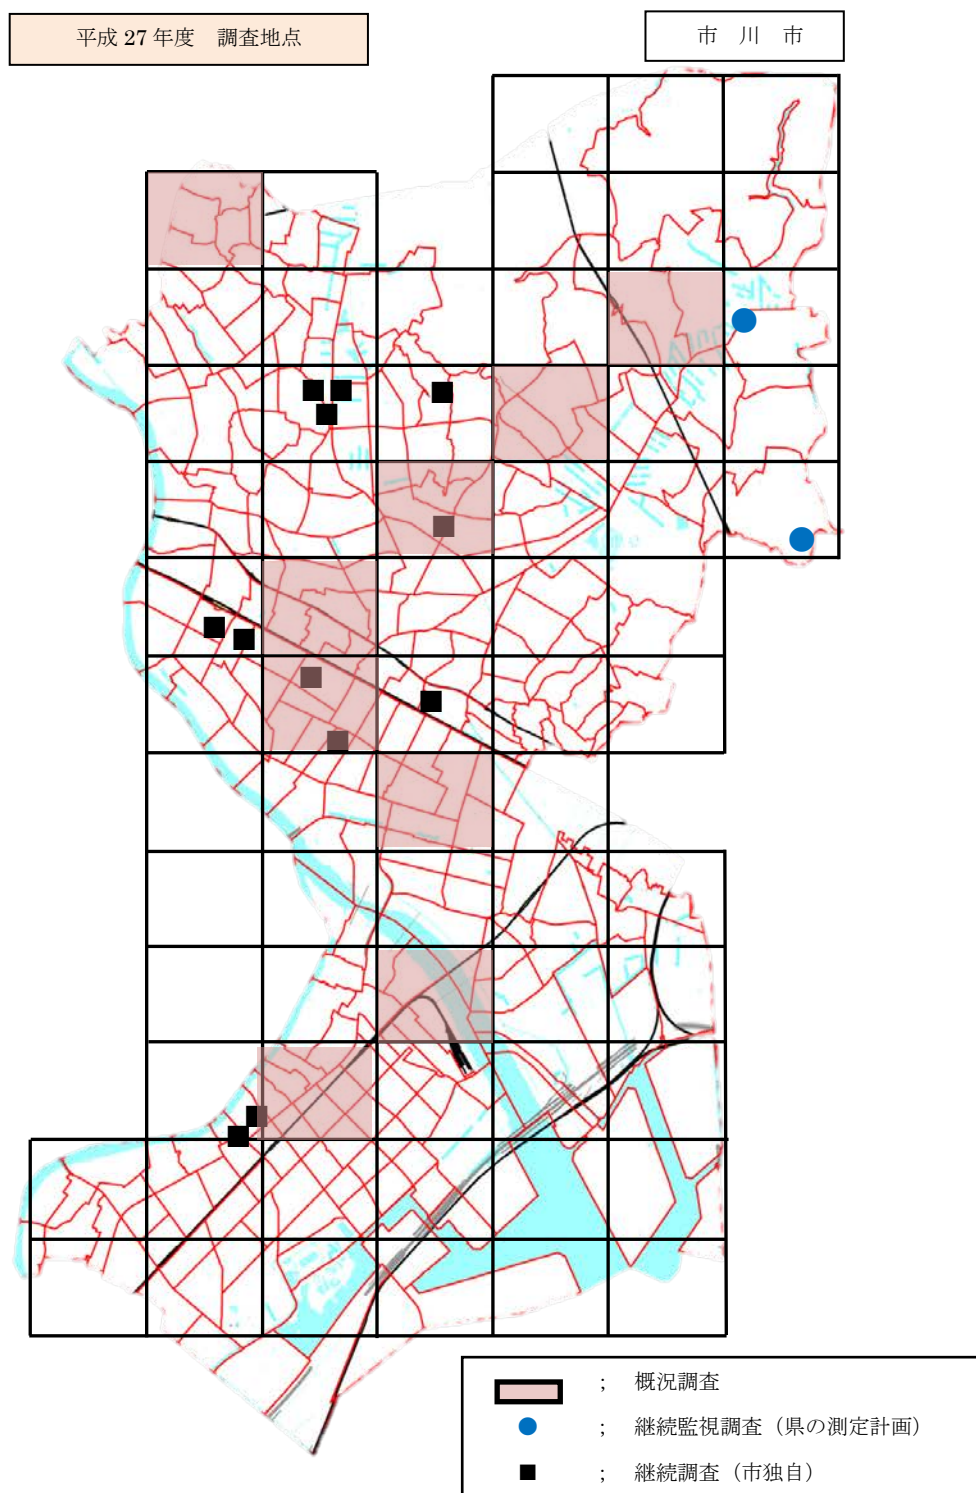 平成 27 年度　調査地点
市　川　市
；　概況調査
；　継続監視調査（県の測定計画）
；　継続調査（市独自）